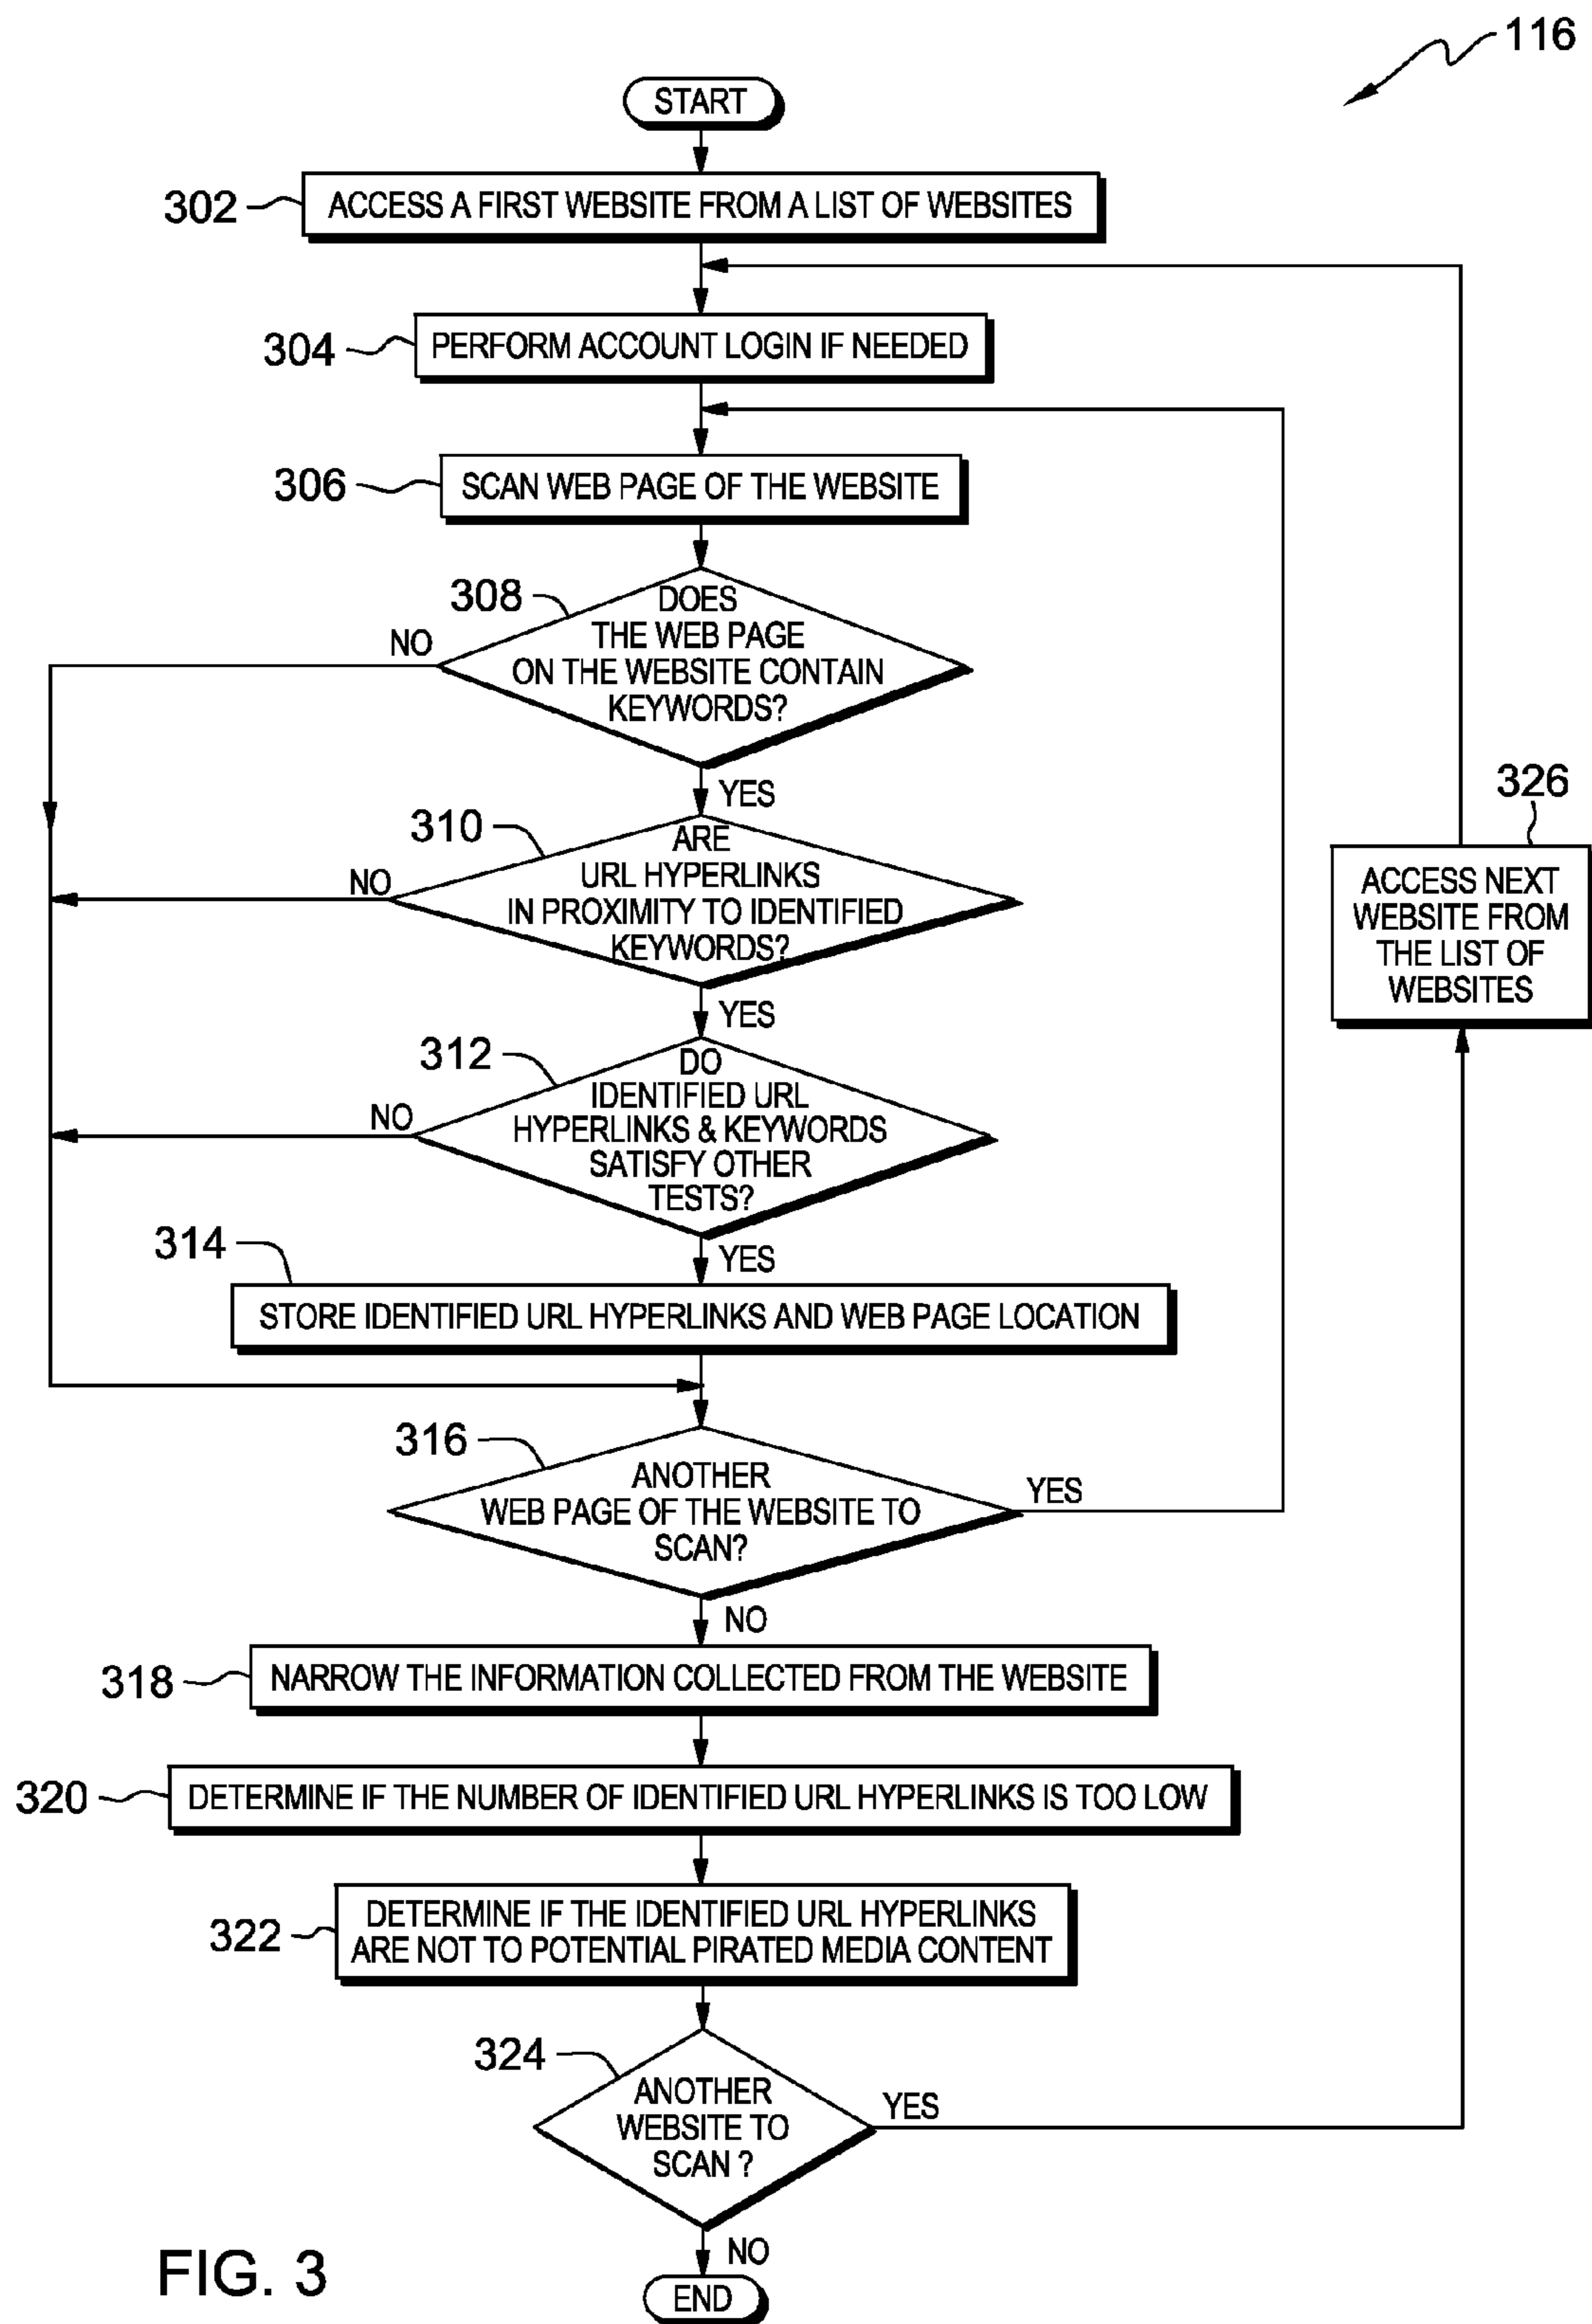 116
START
302
ACCESS A FIRST WEBSITE FROM A LIST OF WEBSITES
304
PERFORM ACCOUNT LOGIN IF NEEDED
306
SCAN WEB PAGE OF THE WEBSITE
308
DOES
THE WEB PAGE
ON THE WEBSITE CONTAIN
KEYWORDS?
NO
YES
310
ARE
URL HYPERLINKS
IN PROXIMITY TO IDENTIFIED
KEYWORDS?
NO
YES
326
ACCESS NEXT
WEBSITE FROM
THE LIST OF
WEBSITES
312
DO
IDENTIFIED URL
HYPERLINKS & KEYWORDS
SATISFY OTHER
TESTS?
NO
YES
314
STORE IDENTIFIED URL HYPERLINKS AND WEB PAGE LOCATION
316
ANOTHER
WEB PAGE OF THE WEBSITE TO
SCAN?
YES
NO
318
NARROW THE INFORMATION COLLECTED FROM THE WEBSITE
320
DETERMINE IF THE NUMBER OF IDENTIFIED URL HYPERLINKS IS TOO LOW
322
DETERMINE IF THE IDENTIFIED URL HYPERLINKS
ARE NOT TO POTENTIAL PIRATED MEDIA CONTENT
324
ANOTHER
WEBSITE TO
SCAN ?
YES
NO
END
FIG. 3